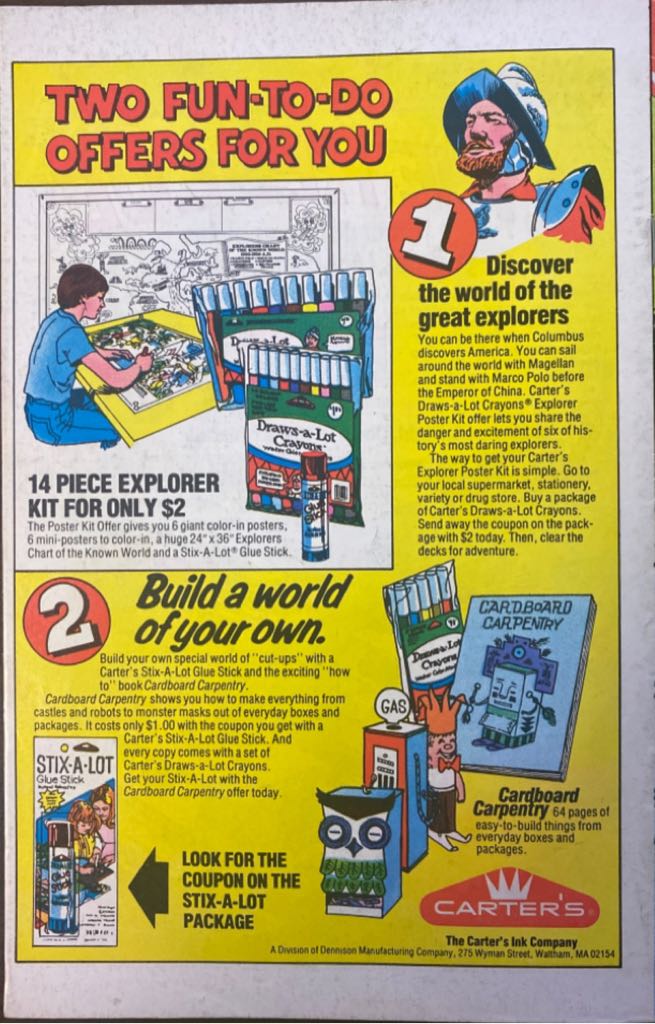 TWO FUN-TO-DO
OFFERS FOR YOU
1
Discover
the world of the
great explorers
You can be there when Columbus
discovers America. You can sail
around the world with Magellan
and stand with Marco Polo before
the Emperor of China. Carter's
Draws-a-Lot Crayons® Explorer
Poster Kit offer lets you share the
danger and excitement of six of his-
tory's most daring explorers.
The way to get your Carter's
Explorer Poster Kit is simple. Go to
your local supermarket, stationery,
variety or drug store. Buy a package
of Carter's Draws-a-Lot Crayons.
Send away the coupon on the pack-
age with $2 today. Then, clear the
decks for adventure.
Draws-a-Lot
Crayons
14 PIECE EXPLORER
KIT FOR ONLY $2
The Poster Kit Offer gives you 6 giant color-in posters,
6 mini-posters to color-in, a huge 24" x 36" Explorers
Chart of the Known World and a Stix-A-Lot® Glue Stick.
2
Build a world
of your own.
Build your own special world of "cut-ups" with a
Carter's Stix-A-Lot Glue Stick and the exciting "how
to" book Cardboard Carpentry.
Cardboard Carpentry shows you how to make everything from
castles and robots to monster masks out of everyday boxes and
packages. It costs only $1.00 with the coupon you get with a
Carter's Stix-A-Lot Glue Stick. And
every copy comes with a set of
Carter's Draws-a-Lot Crayons.
Get your Stix-A-Lot with the
Cardboard Carpentry offer today.
STIX-A-LOT
Glue Stick
LOOK FOR THE
COUPON ON THE
STIX-A-LOT
PACKAGE
Draws-a-Lot
Crayons
CARDBOARD
CARPENTRY
GAS
Cardboard
Carpentry 64 pages of
easy-to-build things from
everyday boxes and
packages.
CARTER'S®
The Carter's Ink Company
A Division of Dennison Manufacturing Company, 275 Wyman Street, Waltham, MA 02154